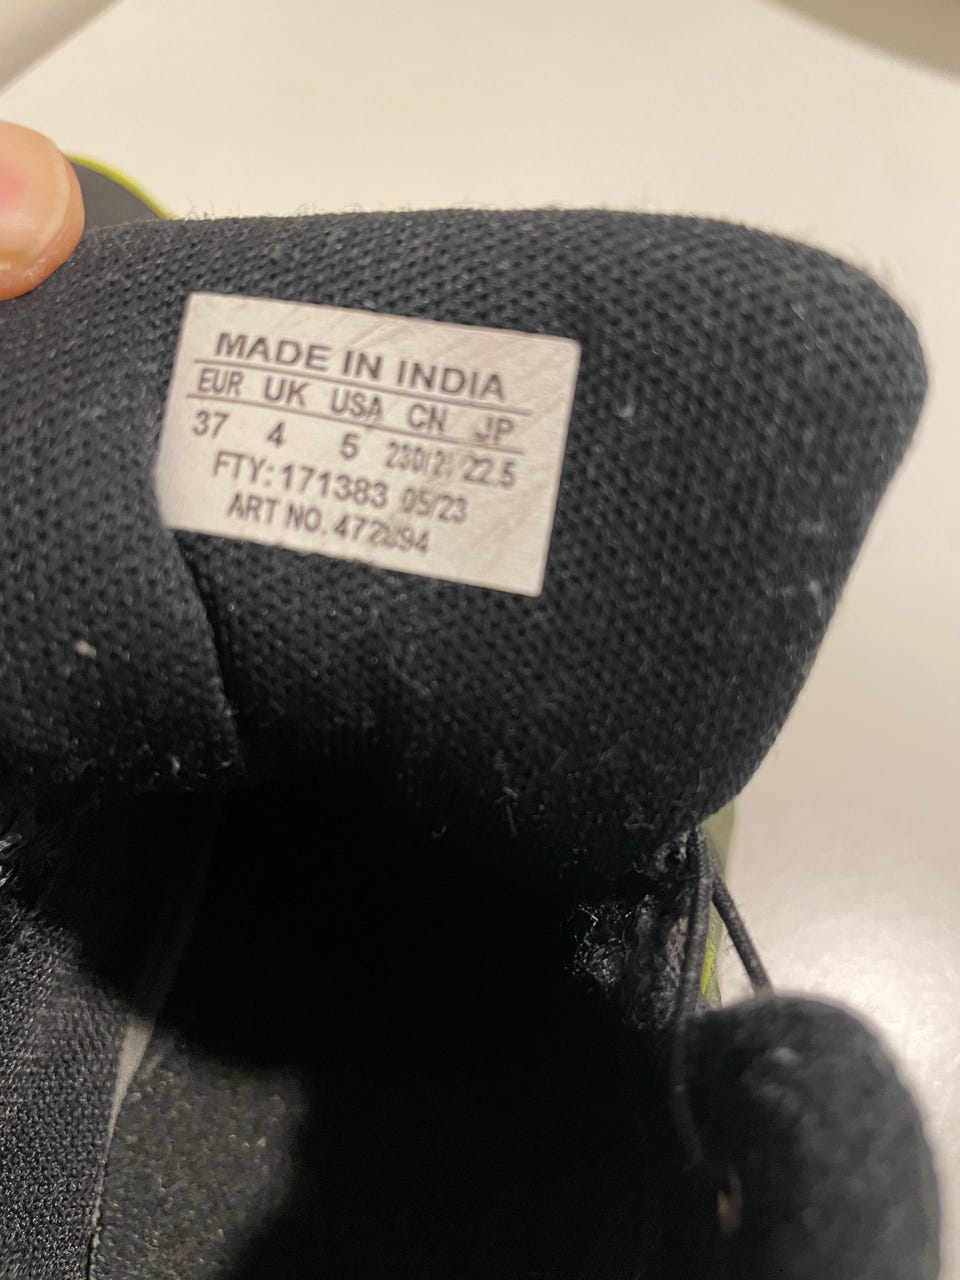 MADE IN INDIA
EUR UK USA CN JP
37 4 5 230(2) 22.5
FTY: 171383 05/23
ART NO.